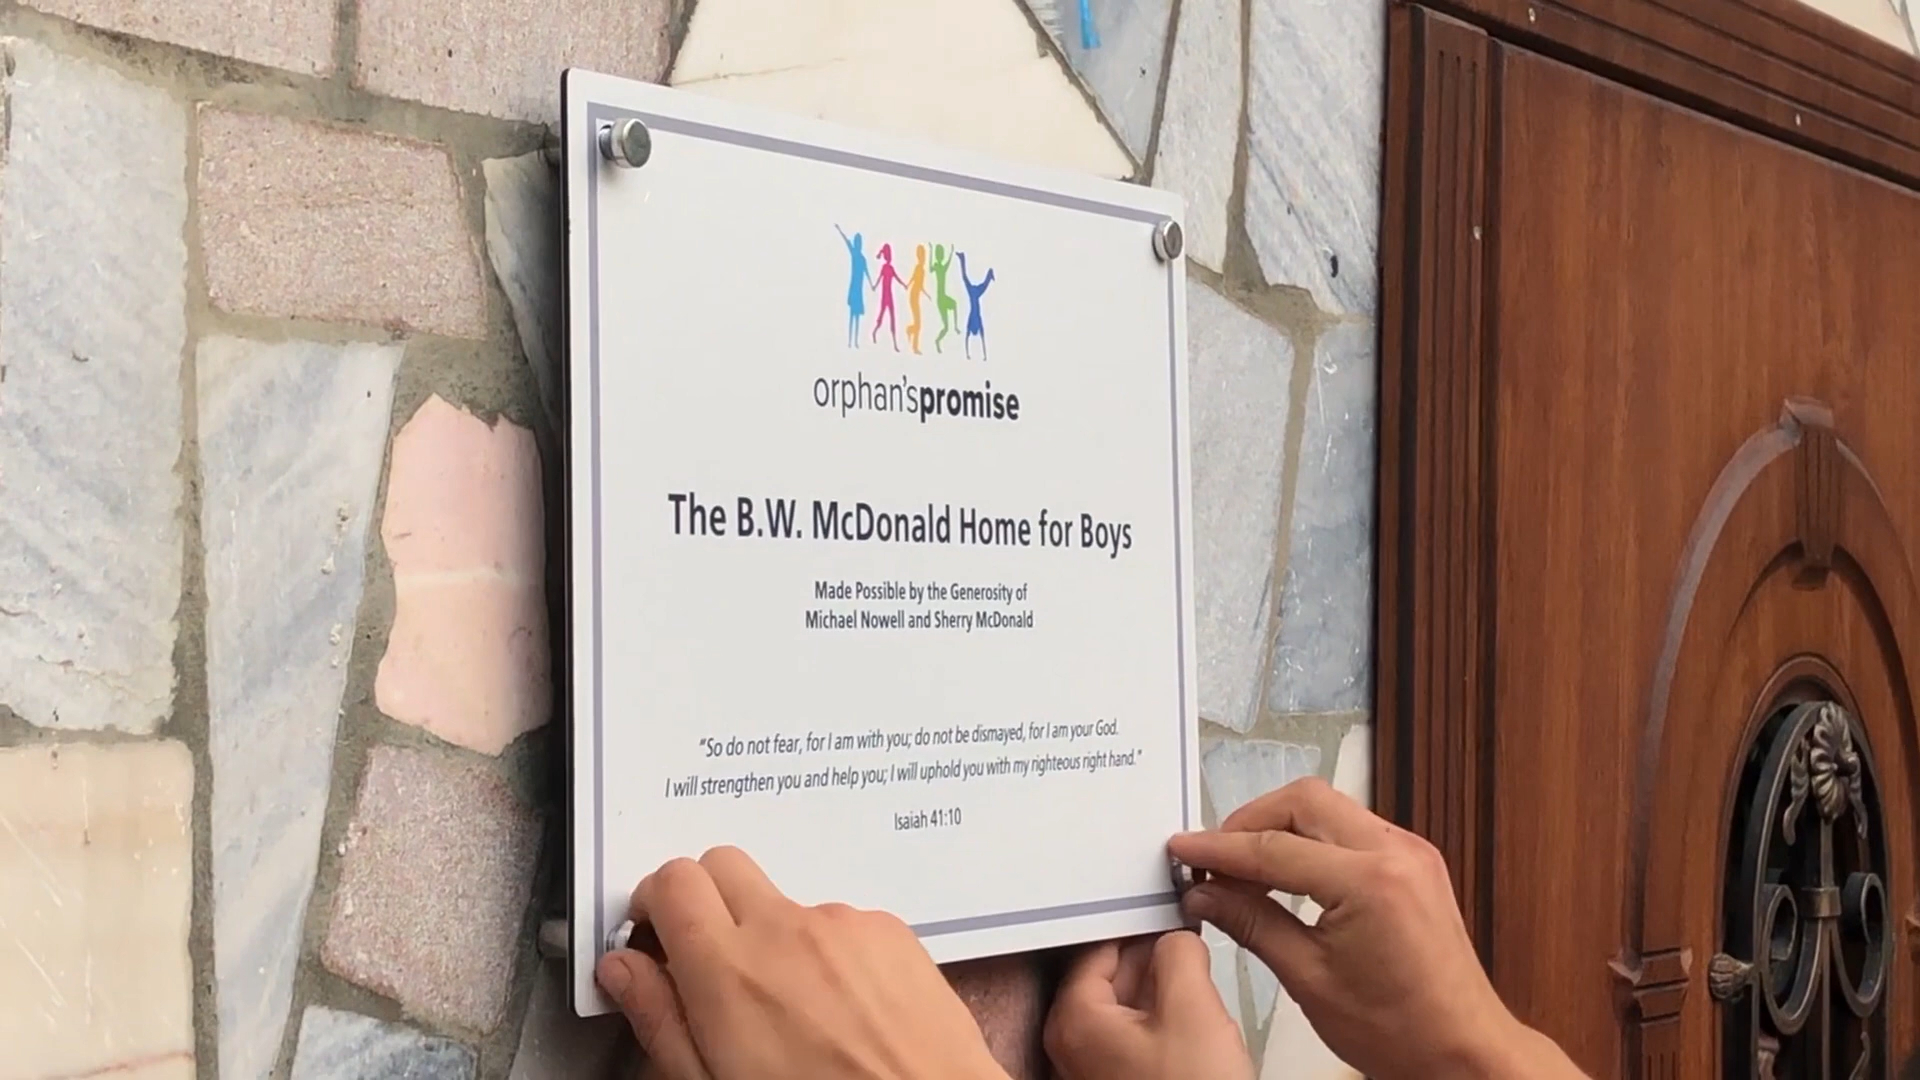 orphan'spromise
The B.W. McDonald Home for Boys
Made Possible by the Generosity of
Michael Nowell and Sherry McDonald
"So do not fear, for I am with you; do not be dismayed, for I am your God.
I will strengthen you and help you; I will uphold you with my righteous right hand."
Isaiah 41:10